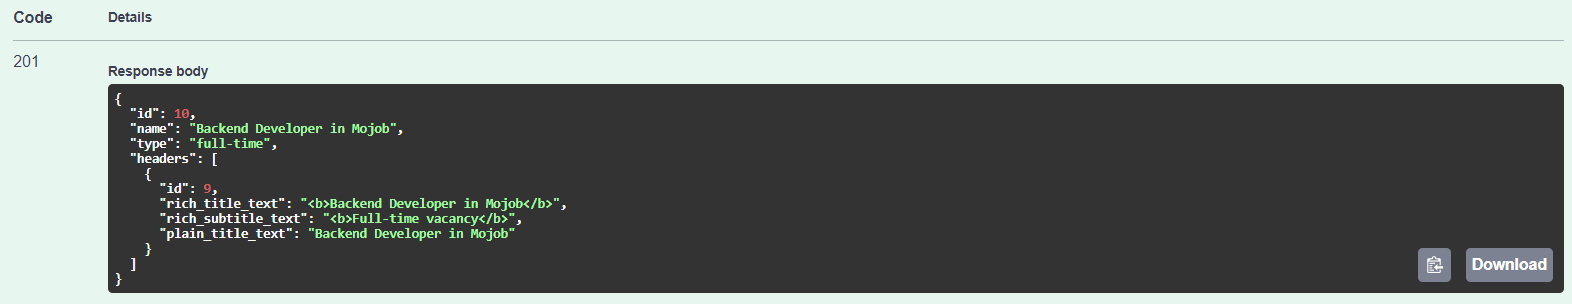 Code Details
201
Response body
{
  "id": 10,
  "name": "Backend Developer in Mojob",
  "type": "full-time",
  "headers": [
    {
      "id": 9,
      "rich_title_text": "<b>Backend Developer in Mojob</b>",
      "rich_subtitle_text": "<b>Full-time vacancy</b>",
      "plain_title_text": "Backend Developer in Mojob"
    }
  ]
}
Download